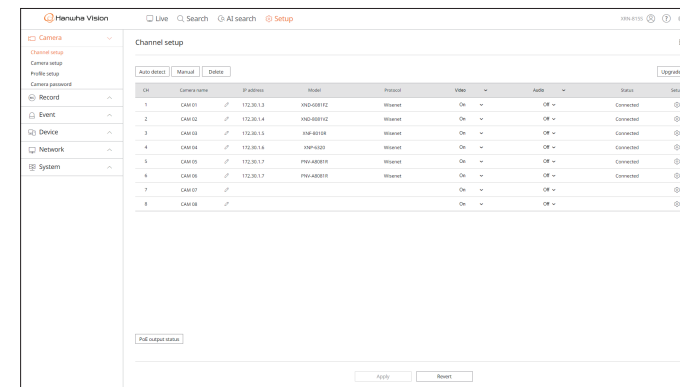 Hanwha Vision Live Search AI search Setup XRN-815S
Camera
Channel setup
Camera setup
Profile setup
Camera password
Record
Event
Device
Network
System
Channel setup
Auto detect Manual Delete Upgrade
CH Camera name IP address Model Protocol Video Audio Status Setup
1 CAM 01 172.30.1.3 Wisenet On Off Connected
2 CAM 02 172.30.1.4 Wisenet On Off Connected
3 CAM 03 172.30.1.5 Wisenet On Off Connected
4 CAM 04 172.30.1.6 XNP-6320 Wisenet On Off Connected
5 CAM 05 172.30.1.7 PNV-A8081R Wisenet On Off Connected
6 CAM 06 172.30.1.7 PNV-A8081R Wisenet On Off Connected
7 CAM 07 On Off
8 CAM 08 On Off
PoE output status
Apply Revert